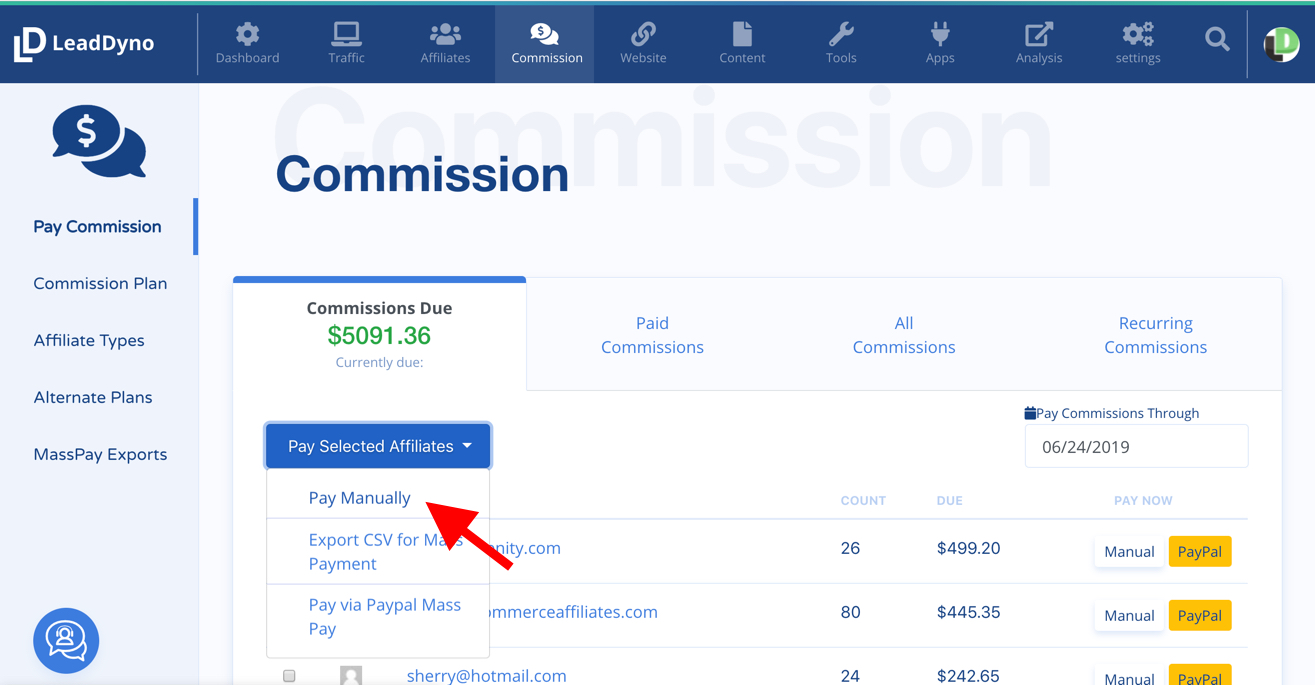 LD LeadDyno
Dashboard
Traffic
Affiliates
$
Commission
Website
Content
Tools
Apps
Analysis
settings
D
$
Pay Commission
Commission Plan
Affiliate Types
Alternate Plans
MassPay Exports
Commission
Commission
Commissions Due
$5091.36
Currently due:
Paid
Commissions
All
Commissions
Recurring
Commissions
Pay Selected Affiliates
Pay Manually
Export CSV for Mass
Payment
Pay via Paypal Mass
Pay
Pay Commissions Through
06/24/2019
COUNT DUE PAY NOW
nity.com 26 $499.20 Manual PayPal
ommerceaffiliates.com 80 $445.35 Manual PayPal
sherry@hotmail.com 24 $242.65 Manual PayPal